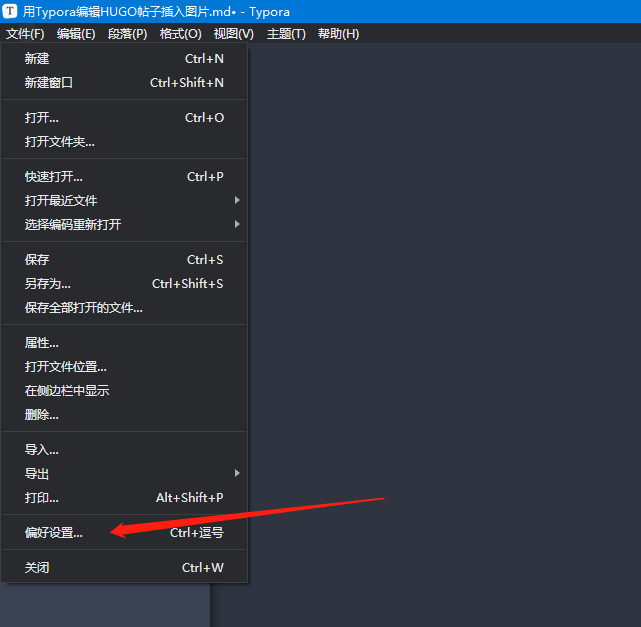 T 用Typora编辑HUGO帖子插入图片.md• - Typora
文件(F) 编辑(E) 段落(P) 格式(O) 视图(V) 主题(T) 帮助(H)
新建 Ctrl+N
新建窗口 Ctrl+Shift+N
打开... Ctrl+O
打开文件夹...
快速打开... Ctrl+P
打开最近文件
选择编码重新打开
保存 Ctrl+S
另存为... Ctrl+Shift+S
保存全部打开的文件...
属性...
打开文件位置...
在侧边栏中显示
删除...
导入...
导出
打印... Alt+Shift+P
偏好设置... Ctrl+逗号
关闭 Ctrl+W